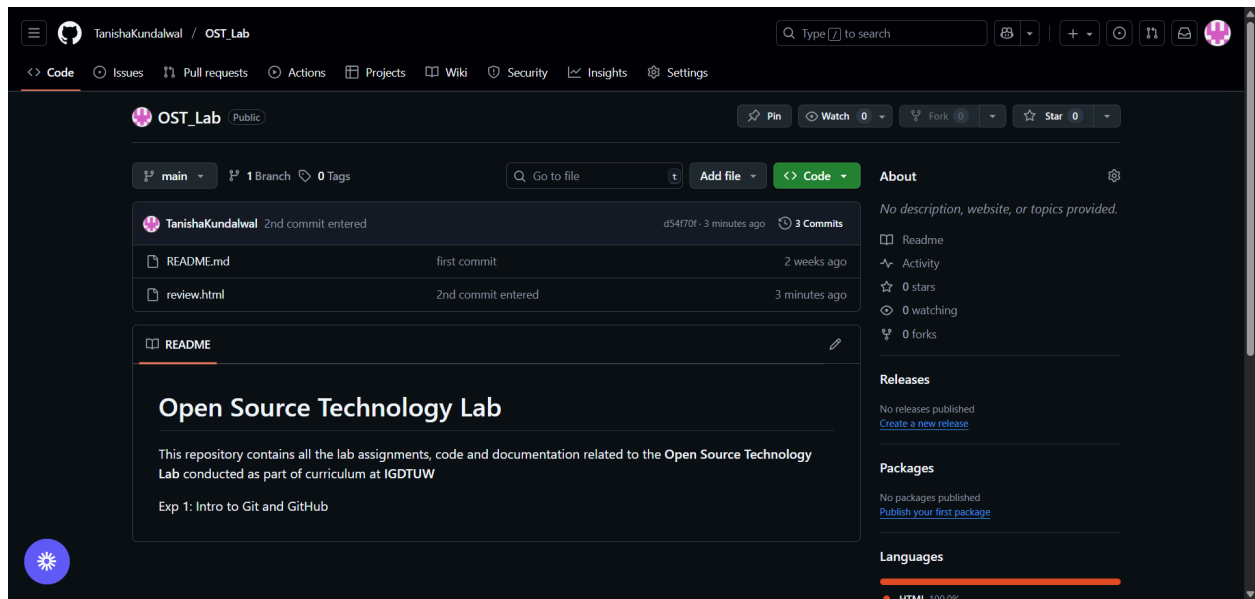 TanishaKundalwal / OST_Lab
Type / to search
Code Issues Pull requests Actions Projects Wiki Security Insights Settings
OST_Lab Public
Pin Watch 0 Fork 0 Star 0
main 1 Branch 0 Tags Go to file t Add file Code
TanishaKundalwal 2nd commit entered d54f70f · 3 minutes ago 3 Commits
README.md first commit 2 weeks ago
review.html 2nd commit entered 3 minutes ago
README
Open Source Technology Lab
This repository contains all the lab assignments, code and documentation related to the Open Source Technology
Lab conducted as part of curriculum at IGDTUW
Exp 1: Intro to Git and GitHub
About
No description, website, or topics provided.
Readme
Activity
0 stars
0 watching
0 forks
Releases
No releases published
Create a new release
Packages
No packages published
Publish your first package
Languages
HTML 100.0%